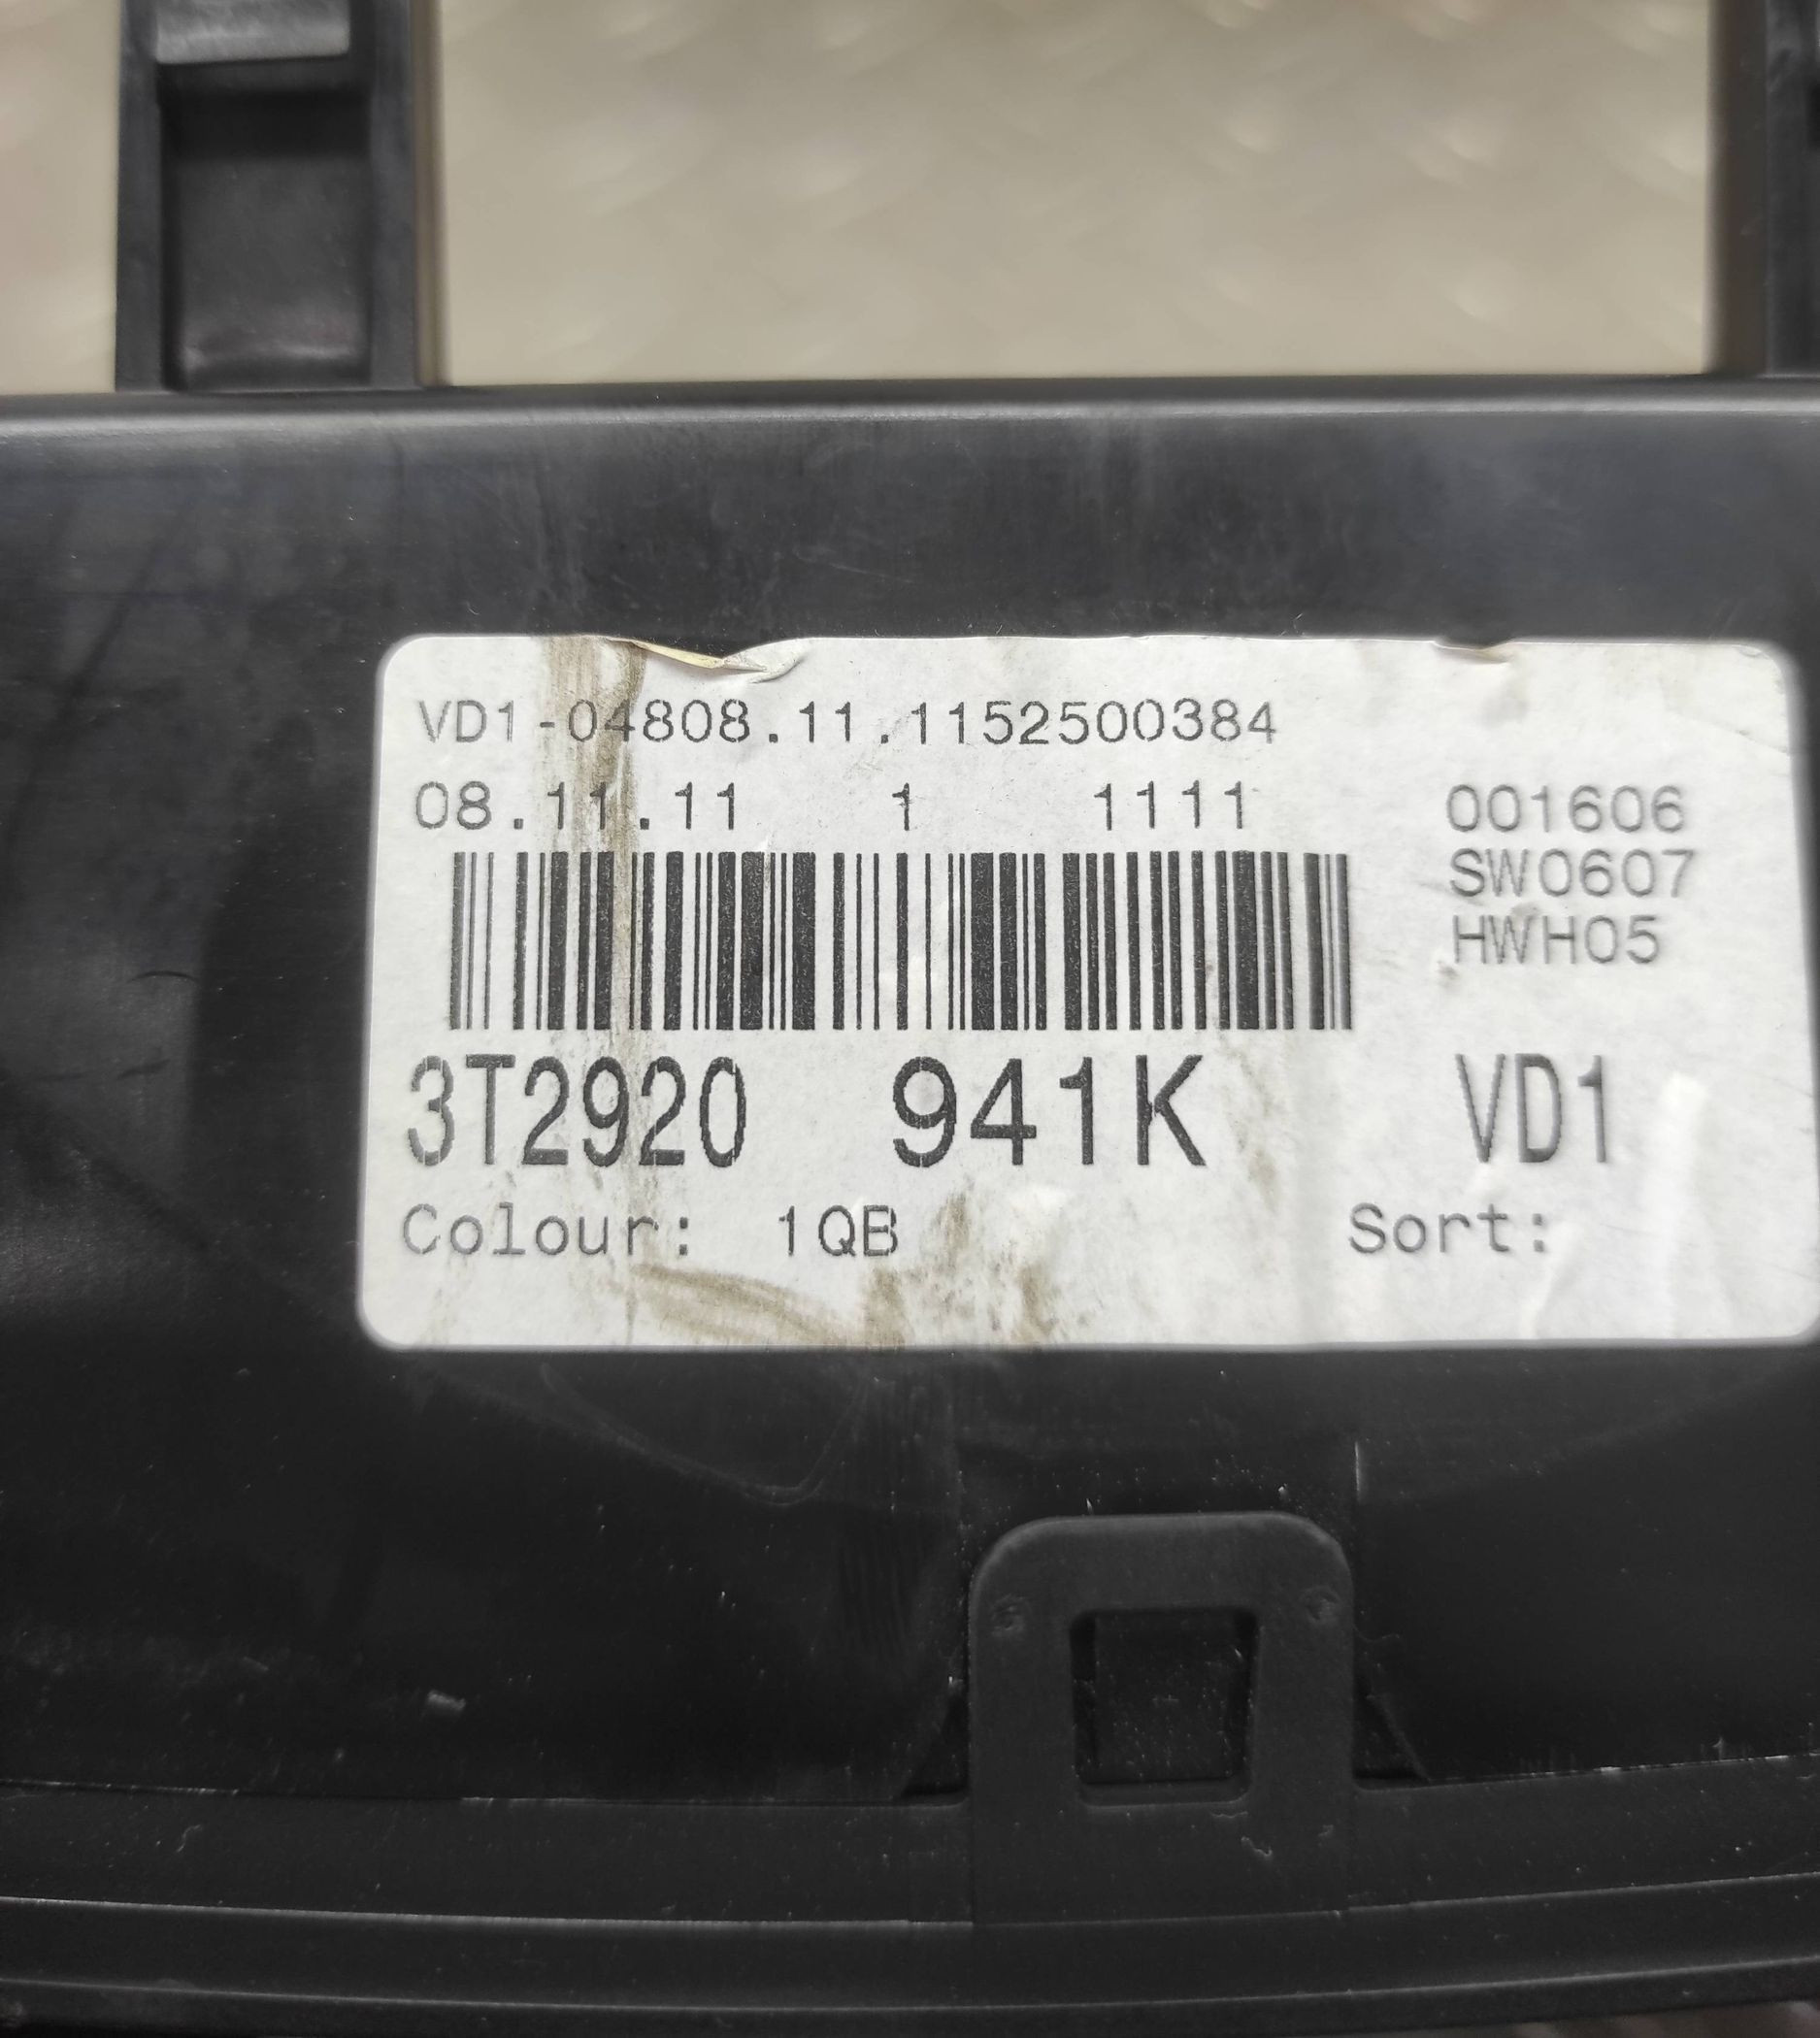 VD1-04808.11.1152500384
08.11.11 1 1111 001606
SW0607
HWH05
3T2920 941K VD1
Colour: 1QB Sort: